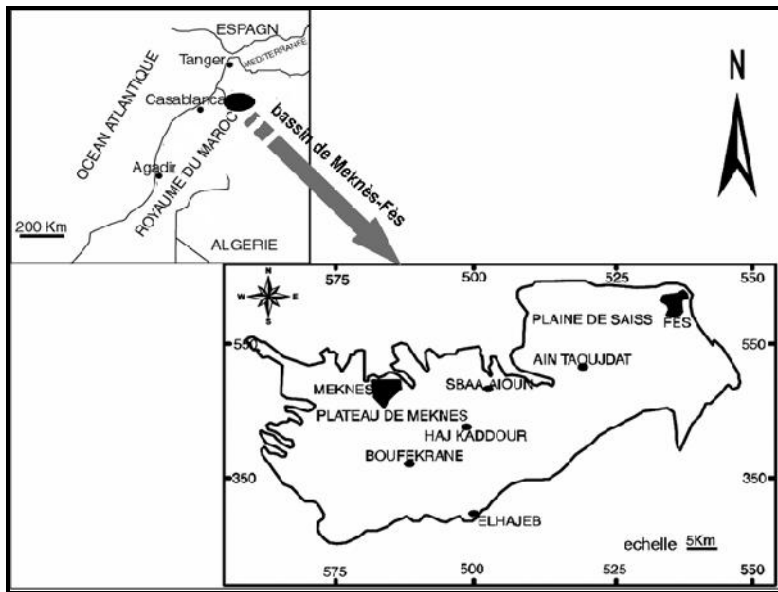 ESPAGN
MEDITERRANEE
Tanger
OCEAN ATLANTIQUE
Casablanca
ROYAUME DU MAROC
Agadir
200 Km
ALGERIE
bassin de Meknès-Fès
N
575 500 525 550
N
W E
S
PLAINE DE SAISS FES
550 550
AIN TAOUJDAT
MEKNES SBAA AIOUN
PLATEAU DE MEKNES
HAJ KADDOUR
BOUFEKRANE
350 350
ELHAJEB
echelle 5Km
575 500 525 550